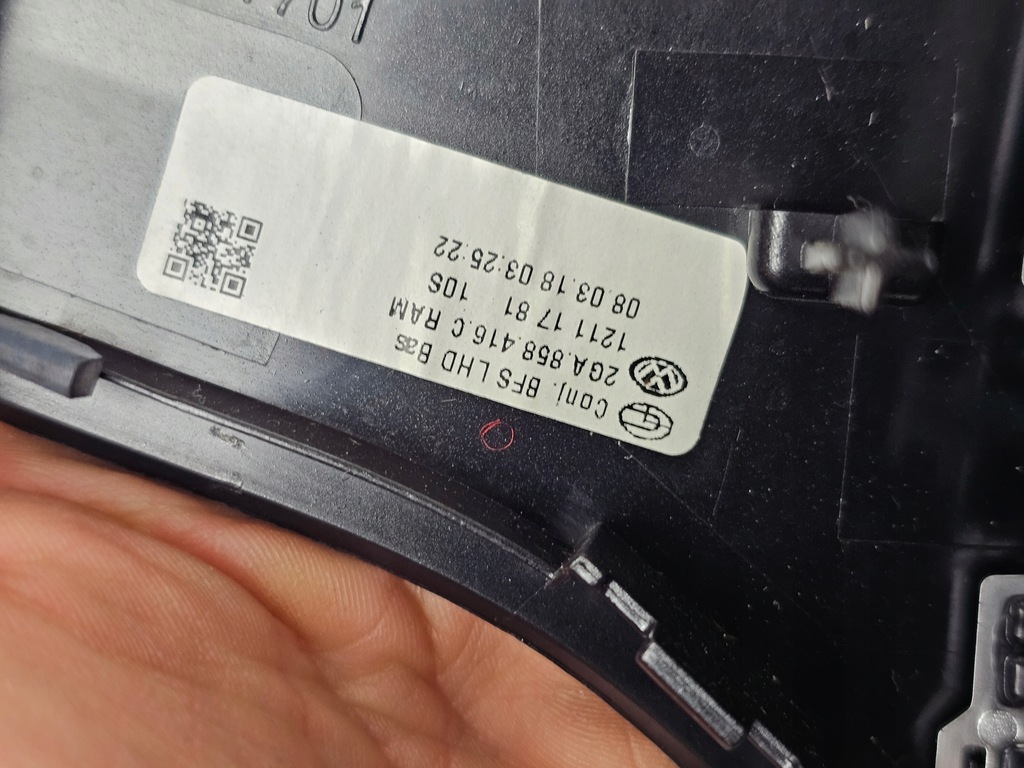 Conj. BFS LHD Bas
2GA.858.416.C RAM
1211 17 81 10S
08.03.18 03:25:22